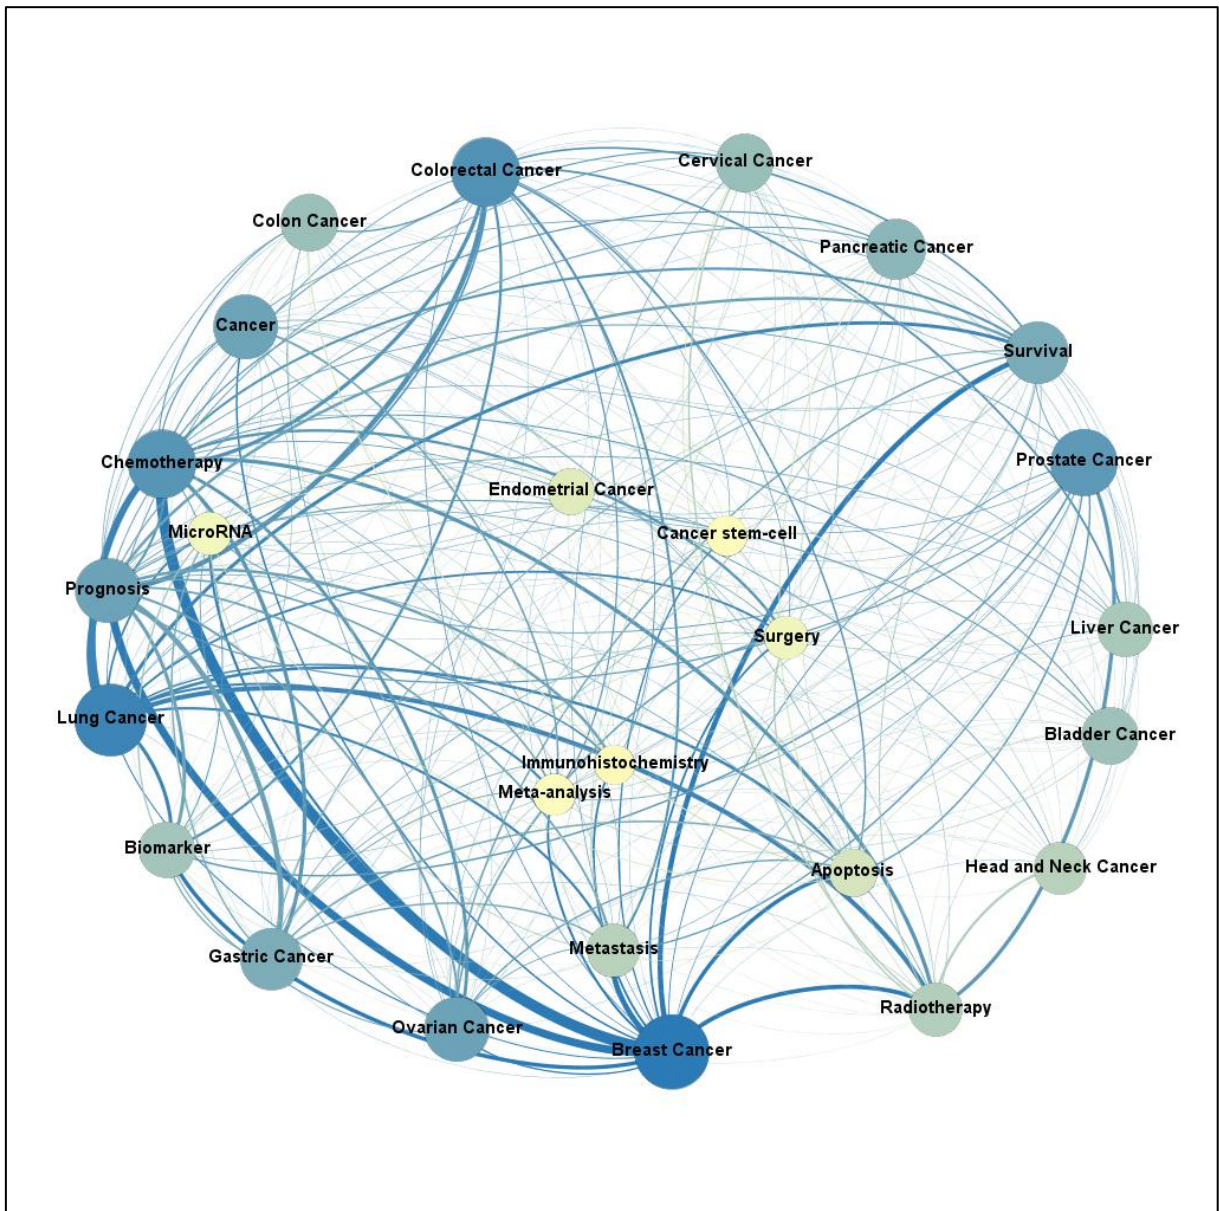 Cervical Cancer
Colorectal Cancer
Colon Cancer
Pancreatic Cancer
Cancer
Survival
Chemotherapy
Prostate Cancer
Endometrial Cancer
MicroRNA
Cancer stem-cell
Prognosis
Liver Cancer
Surgery
Lung Cancer
Bladder Cancer
Immunohistochemistry
Meta-analysis
Biomarker
Head and Neck Cancer
Apoptosis
Metastasis
Gastric Cancer
Radiotherapy
Ovarian Cancer
Breast Cancer